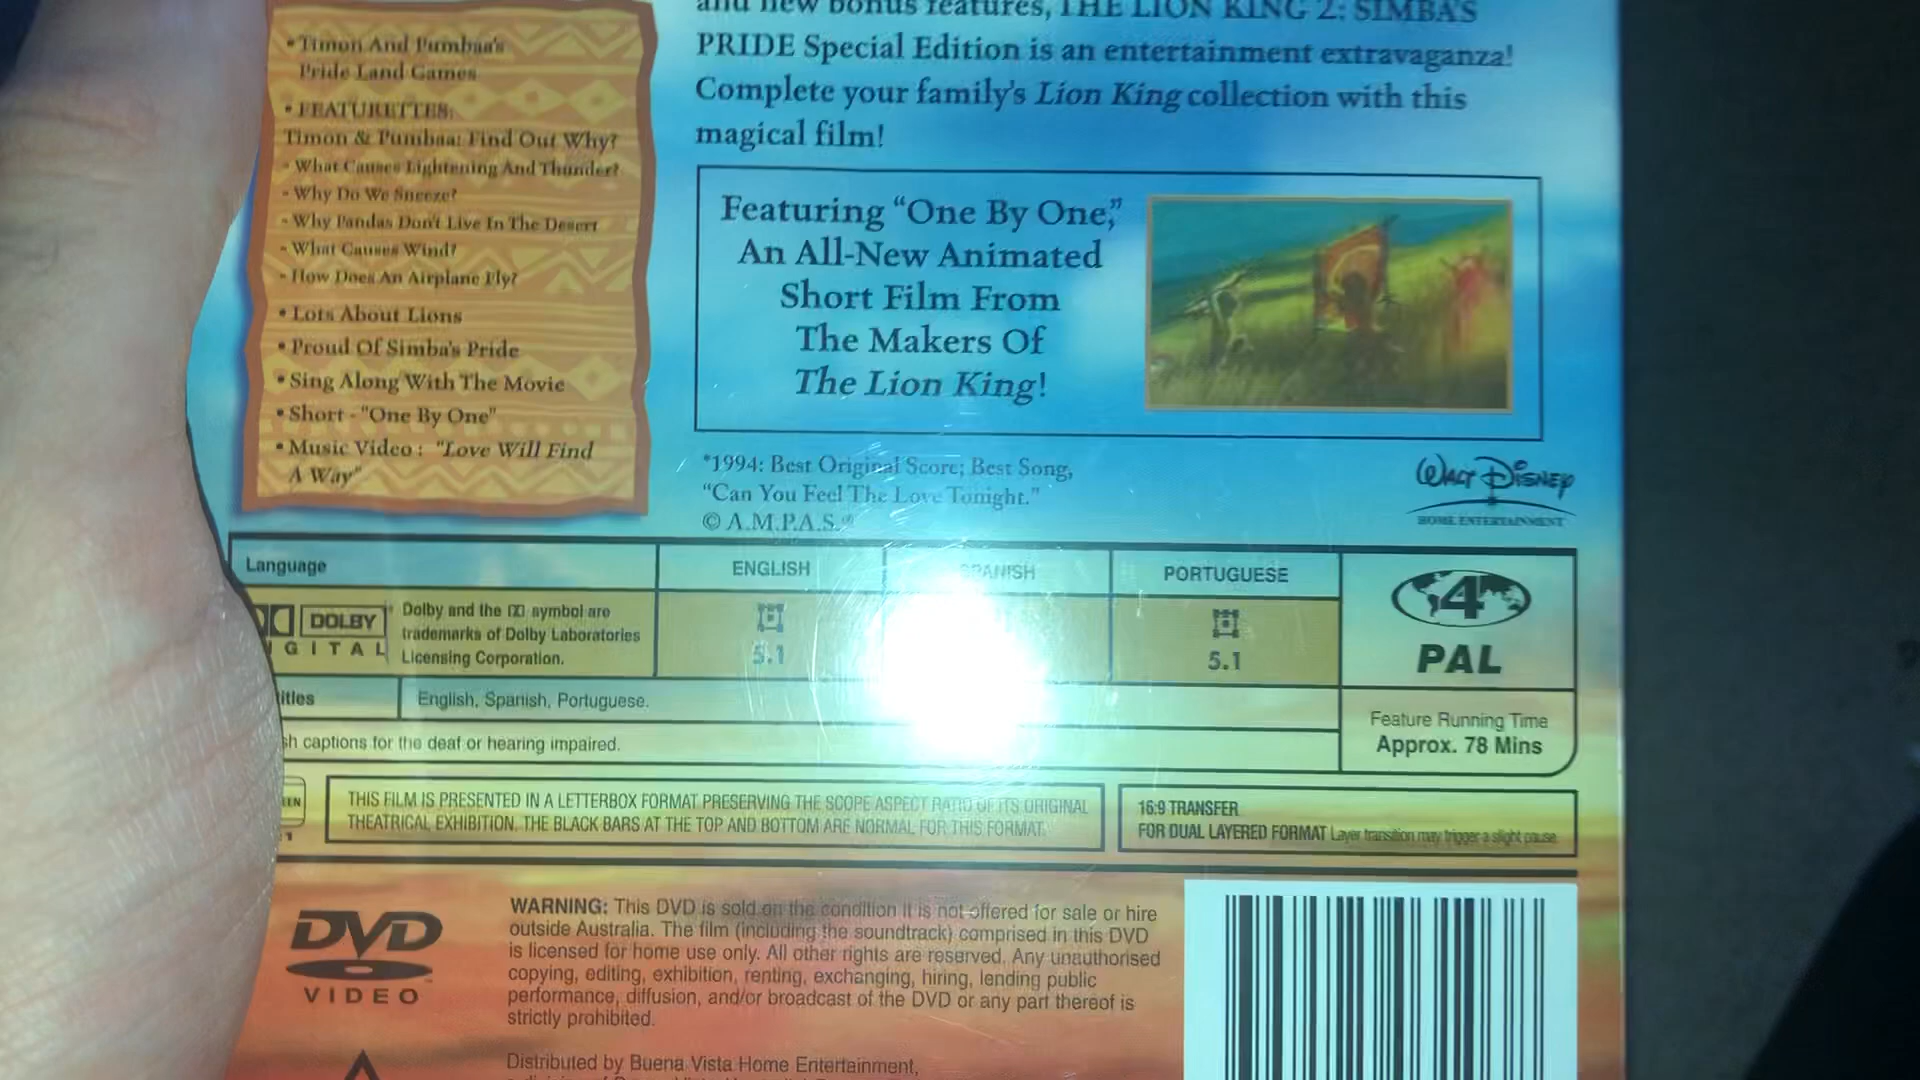 • Timon And Pumbaa's
Pride Land Games
• FEATURETTES:
Timon & Pumbaa: Find Out Why?
- What Causes Lightening And Thunder?
- Why Do We Sneeze?
- Why Pandas Don't Live In The Desert
- What Causes Wind?
- How Does An Airplane Fly?
• Lots About Lions
• Proud Of Simba's Pride
• Sing Along With The Movie
• Short - "One By One"
• Music Video : "Love Will Find
A Way"
and new bonus features, THE LION KING 2: SIMBA'S
PRIDE Special Edition is an entertainment extravaganza!
Complete your family's Lion King collection with this
magical film!
Featuring “One By One,”
An All-New Animated
Short Film From
The Makers Of
The Lion King!
*1994: Best Original Score; Best Song,
“Can You Feel The Love Tonight.”
© A.M.P.A.S.®
WALT DISNEY
HOME ENTERTAINMENT
Language ENGLISH SPANISH PORTUGUESE
DOLBY
IGITAL
Dolby and the symbol are
trademarks of Dolby Laboratories
Licensing Corporation.
5.1
5.1
4
PAL
itles English, Spanish, Portuguese.
sh captions for the deaf or hearing impaired.
Feature Running Time
Approx. 78 Mins
EEN
THIS FILM IS PRESENTED IN A LETTERBOX FORMAT PRESERVING THE SCOPE ASPECT RATIO OF ITS ORIGINAL
THEATRICAL EXHIBITION. THE BLACK BARS AT THE TOP AND BOTTOM ARE NORMAL FOR THIS FORMAT.
16:9 TRANSFER
FOR DUAL LAYERED FORMAT Layer transition may trigger a slight pause.
DVD
VIDEO
WARNING: This DVD is sold on the condition it is not offered for sale or hire
outside Australia. The film (including the soundtrack) comprised in this DVD
is licensed for home use only. All other rights are reserved. Any unauthorised
copying, editing, exhibition, renting, exchanging, hiring, lending public
performance, diffusion, and/or broadcast of the DVD or any part thereof is
strictly prohibited.
Distributed by Buena Vista Home Entertainment,